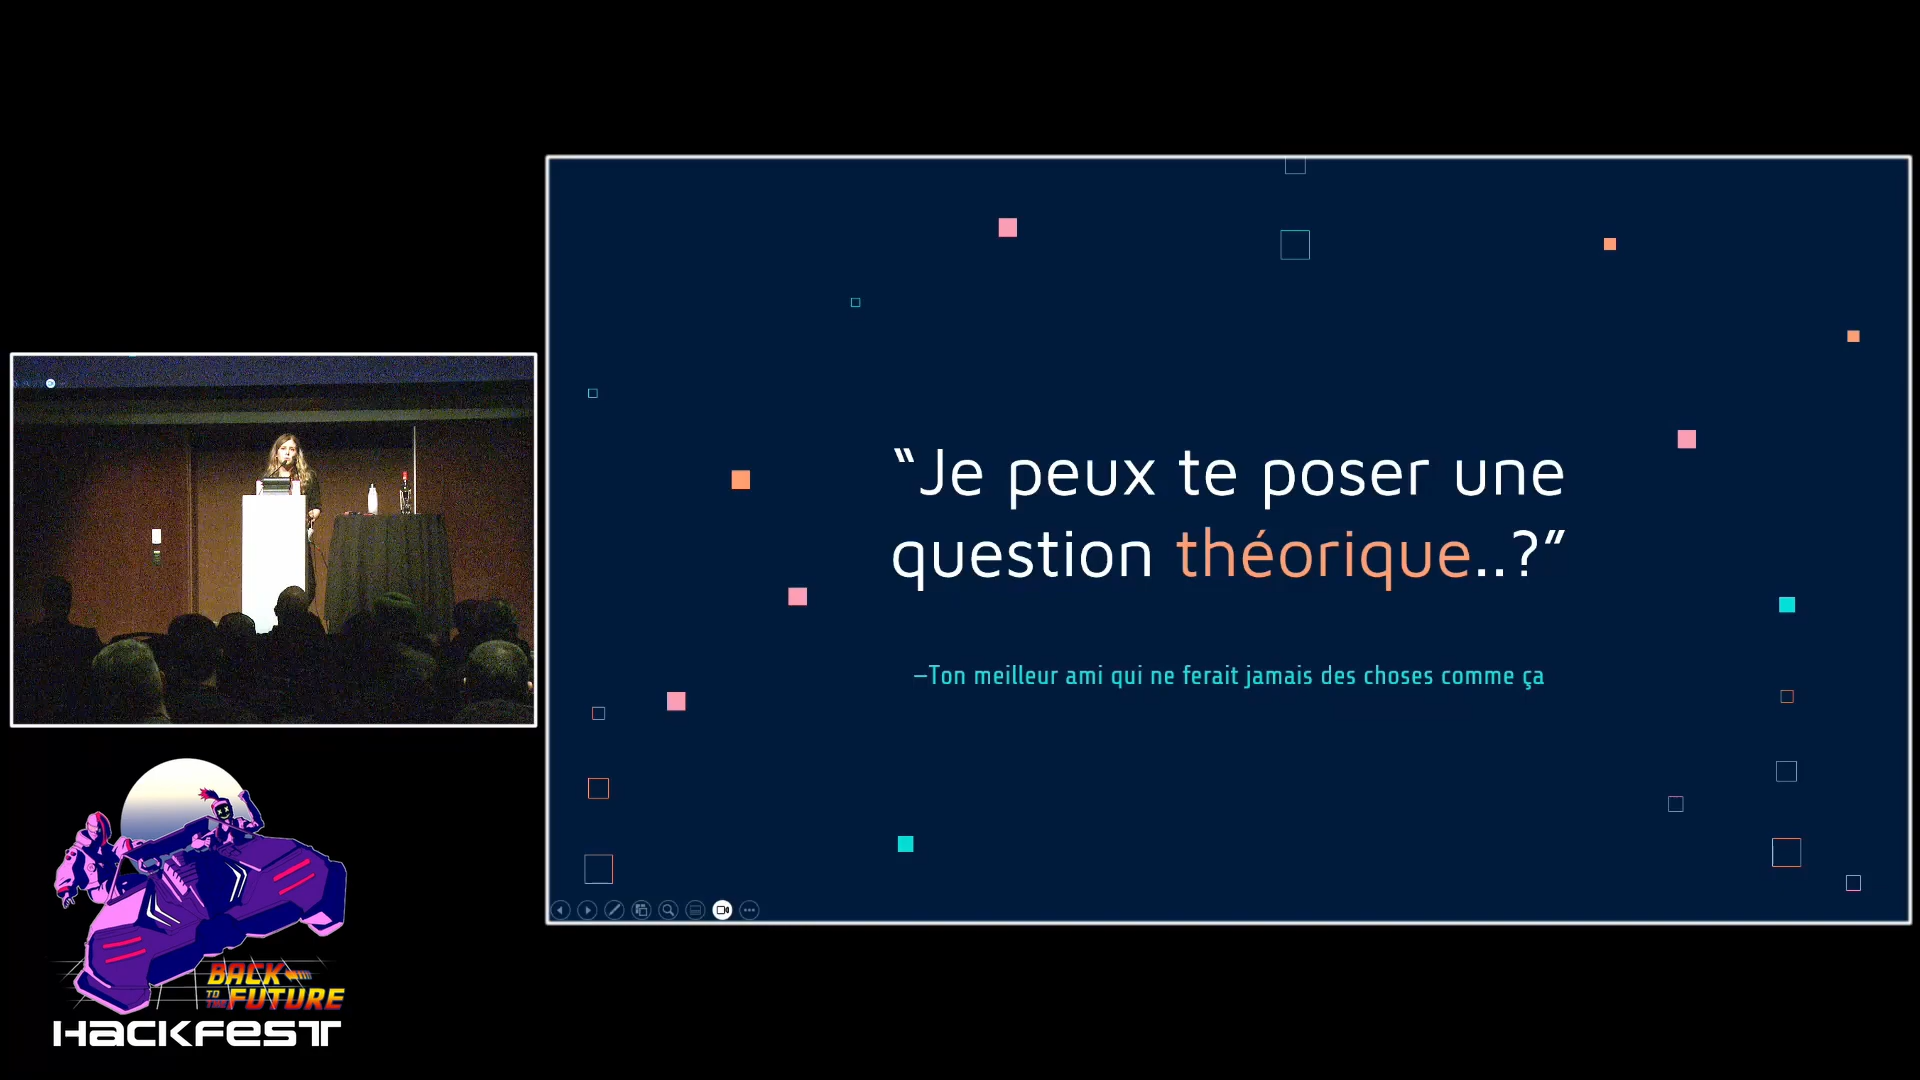 “Je peux te poser une
question théorique..?”
—Ton meilleur ami qui ne ferait jamais des choses comme ça
BACK
TO THE FUTURE
HACKFEST